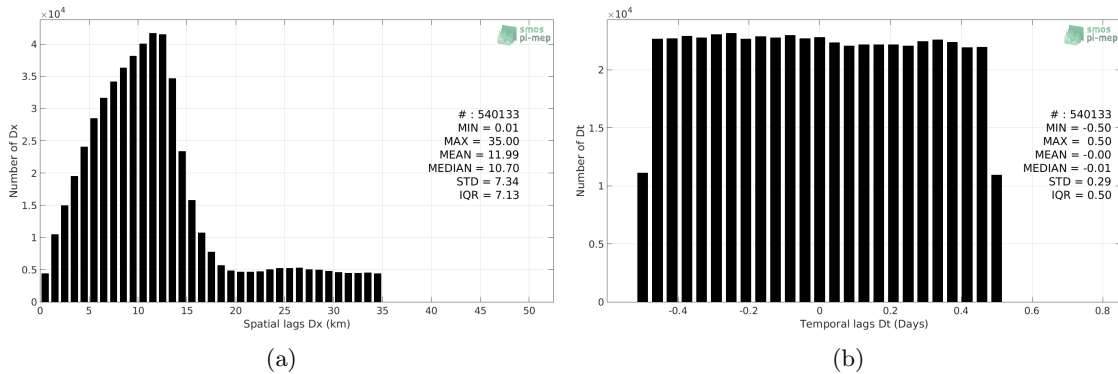 ×10⁴
smos
pi-mep
4
3.5
3
2.5
2
1.5
1
0.5
0
Number of Dx
# : 540133
MIN = 0.01
MAX = 35.00
MEAN = 11.99
MEDIAN = 10.70
STD = 7.34
IQR = 7.13
0 5 10 15 20 25 30 35 40 45 50
Spatial lags Dx (km)
(a)
×10⁴
smos
pi-mep
2
1.5
1
0.5
0
Number of Dt
# : 540133
MIN = -0.50
MAX = 0.50
MEAN = -0.00
MEDIAN = -0.01
STD = 0.29
IQR = 0.50
-0.4 -0.2 0 0.2 0.4 0.6 0.8
Temporal lags Dt (Days)
(b)